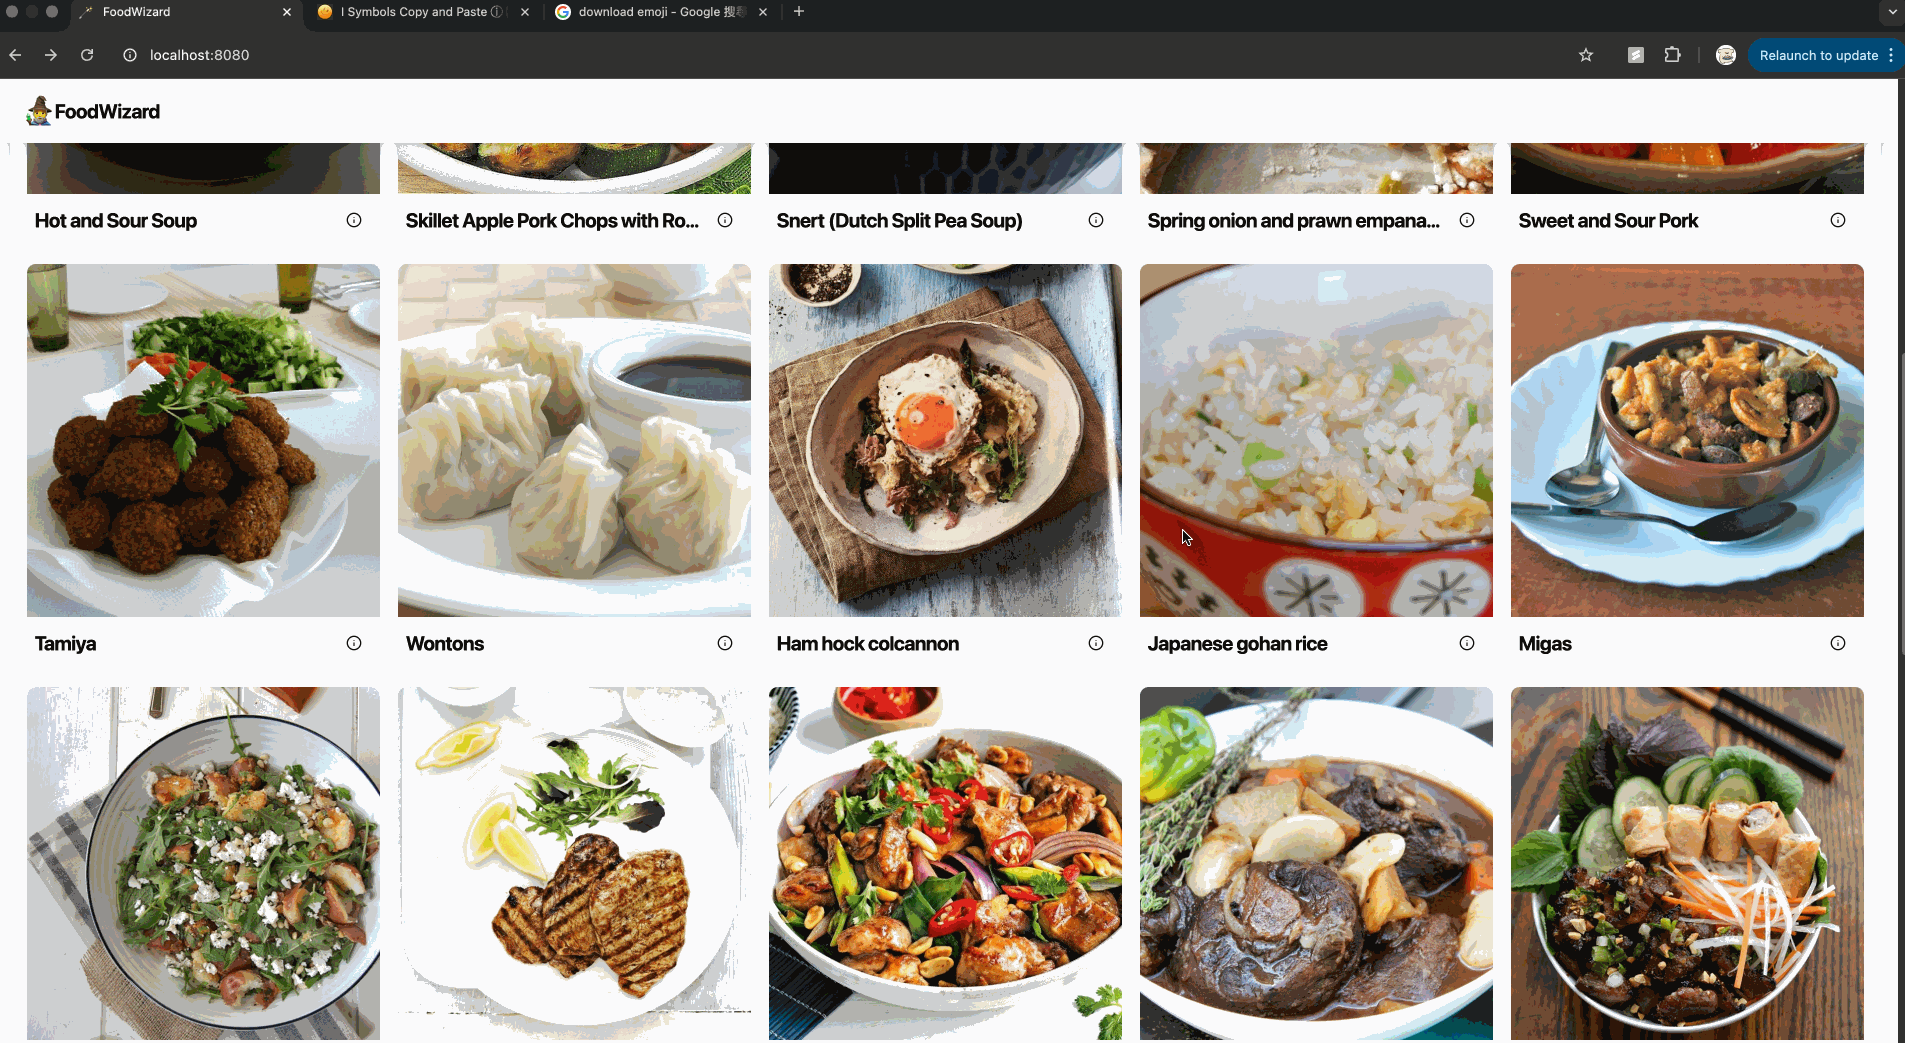 FoodWizard
I Symbols Copy and Paste ⓘ
download emoji - Google 搜尋
localhost:8080
Relaunch to update
FoodWizard
Hot and Sour Soup
Skillet Apple Pork Chops with Ro...
Snert (Dutch Split Pea Soup)
Spring onion and prawn empana...
Sweet and Sour Pork
Tamiya
Wontons
Ham hock colcannon
Japanese gohan rice
Migas